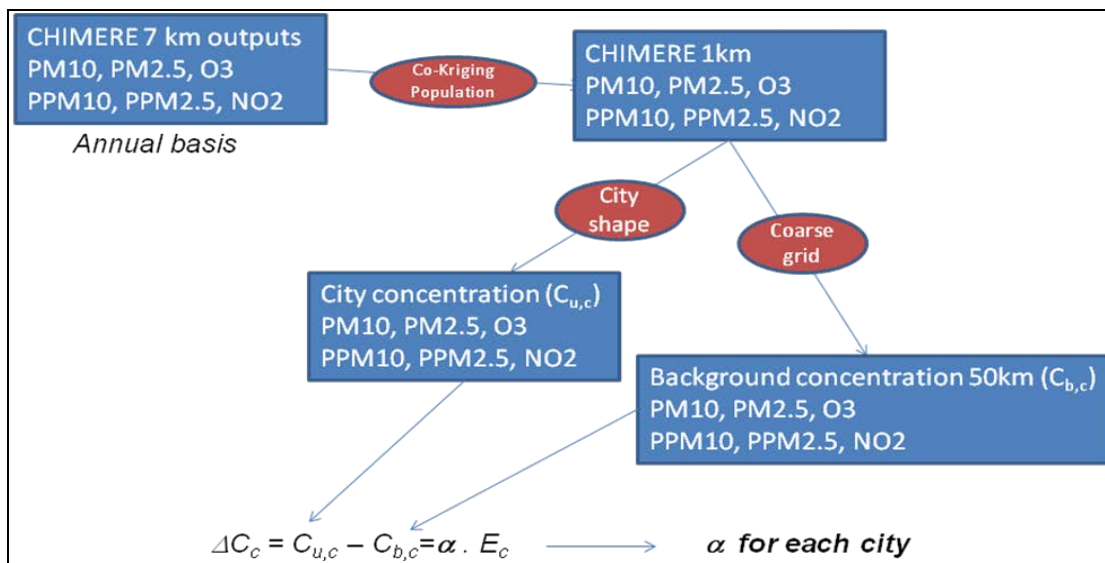 CHIMERE 7 km outputs
PM10, PM2.5, O3
PPM10, PPM2.5, NO2
Annual basis
Co-Kriging
Population
CHIMERE 1km
PM10, PM2.5, O3
PPM10, PPM2.5, NO2
City
shape
Coarse
grid
City concentration (Cu,c)
PM10, PM2.5, O3
PPM10, PPM2.5, NO2
Background concentration 50km (Cb,c)
PM10, PM2.5, O3
PPM10, PPM2.5, NO2
ΔCc = Cu,c – Cb,c=α . Ec
α for each city